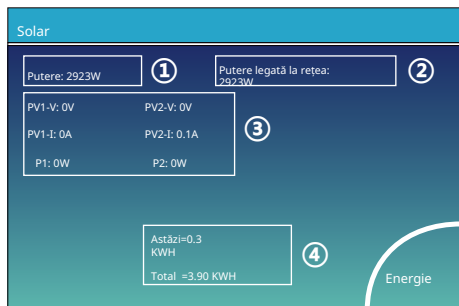 Solar
Putere: 2923W
①
Putere legată la rețea:
2923W
②
PV1-V: 0V
PV2-V: 0V
PV1-I: 0A
PV2-I: 0.1A
③
P1: 0W
P2: 0W
Astăzi=0.3
KWH
Total =3.90 KWH
④
Energie